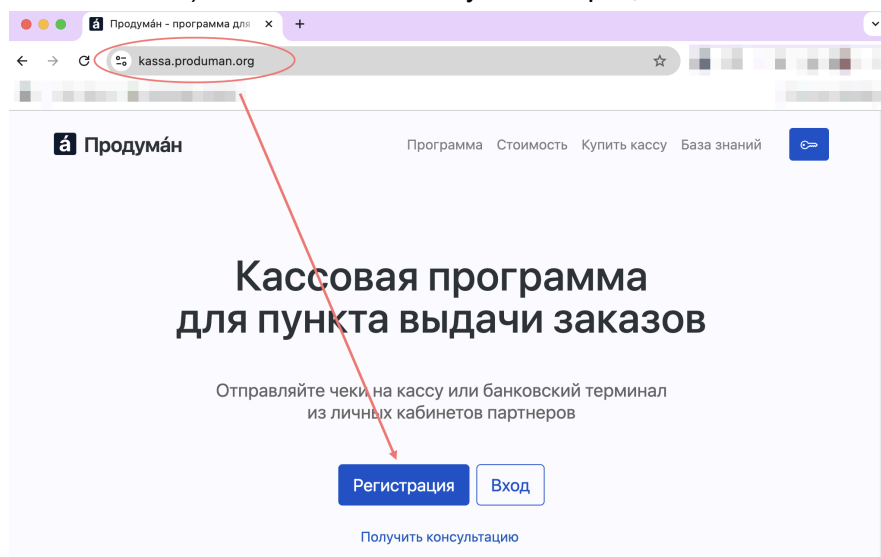 Продума́н - программа для
kassa.produman.org
á Продума́н
Программа Стоимость Купить кассу База знаний
Кассовая программа
для пункта выдачи заказов
Отправляйте чеки на кассу или банковский терминал
из личных кабинетов партнеров
Регистрация Вход
Получить консультацию